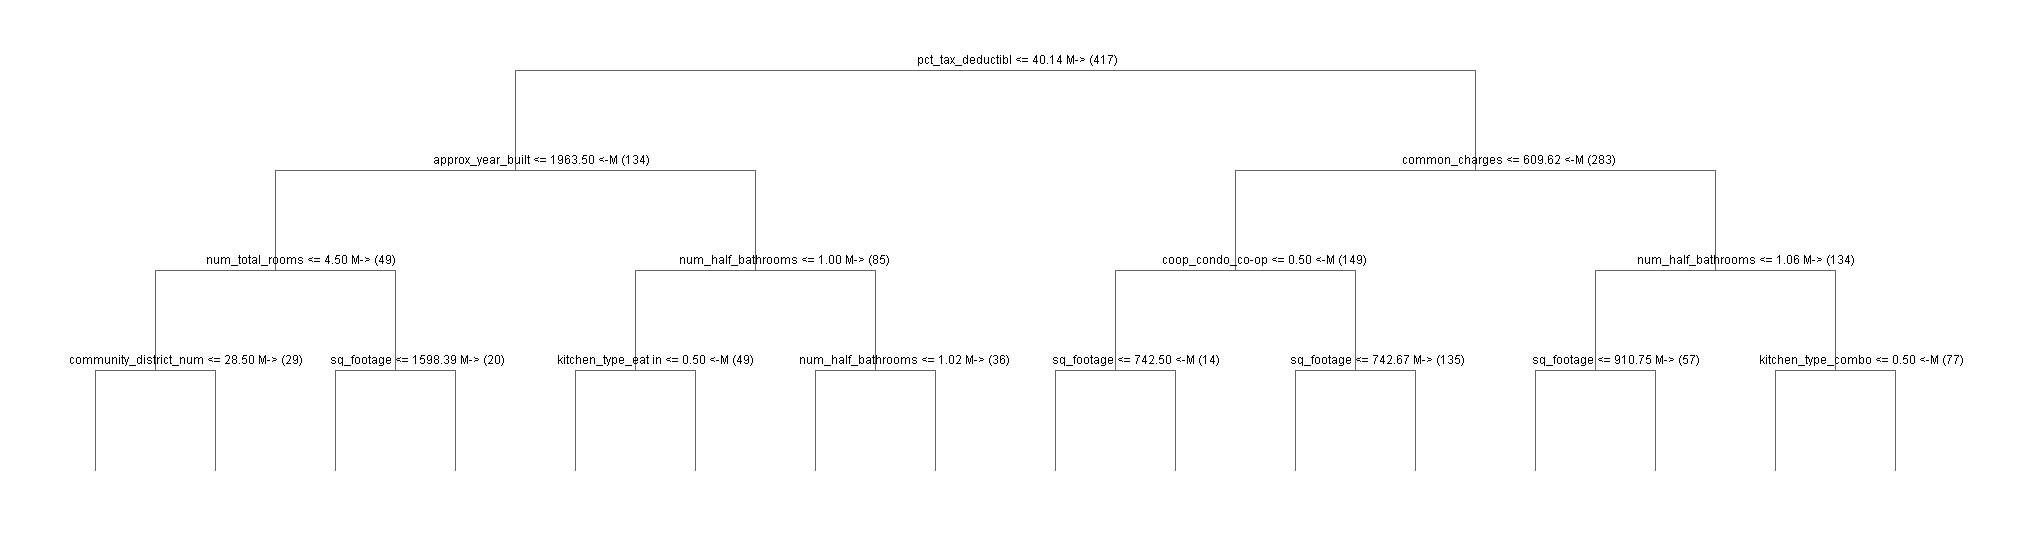 pct_tax_deductibl <= 40.14 M-> (417)
approx_year_built <= 1963.50 <-M (134)
common_charges <= 609.62 <-M (283)
num_total_rooms <= 4.50 M-> (49)
num_half_bathrooms <= 1.00 M-> (85)
coop_condo_co-op <= 0.50 <-M (149)
num_half_bathrooms <= 1.06 M-> (134)
community_district_num <= 28.50 M-> (29)
sq_footage <= 1598.39 M-> (20)
kitchen_type_eat in <= 0.50 <-M (49)
num_half_bathrooms <= 1.02 M-> (36)
sq_footage <= 742.50 <-M (14)
sq_footage <= 742.67 M-> (135)
sq_footage <= 910.75 M-> (57)
kitchen_type_combo <= 0.50 <-M (77)